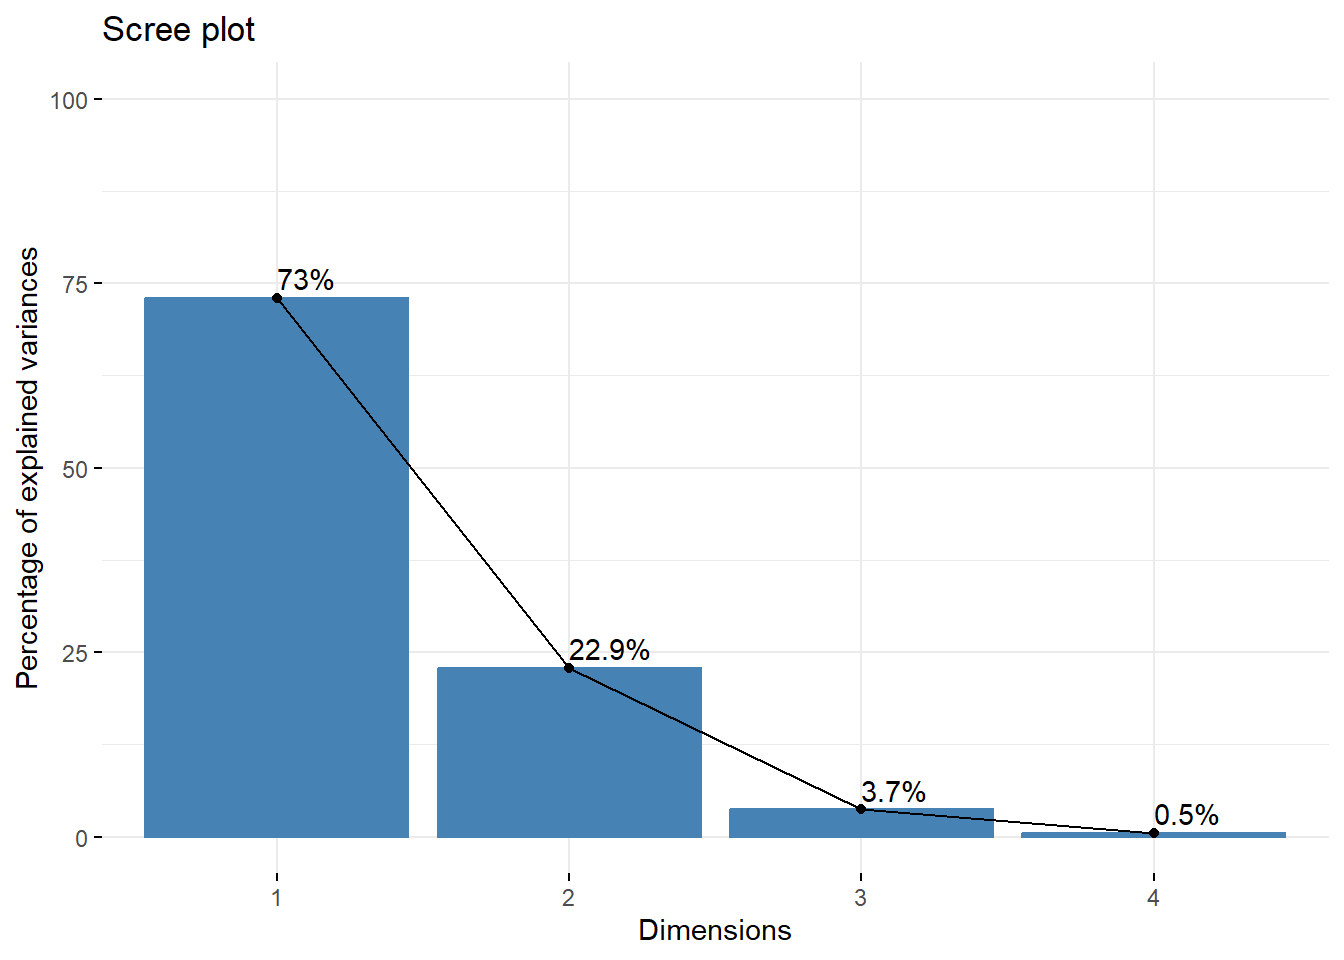 Scree plot
Percentage of explained variances
100
75
50
25
0
73%
22.9%
3.7%
0.5%
1 2 3 4
Dimensions